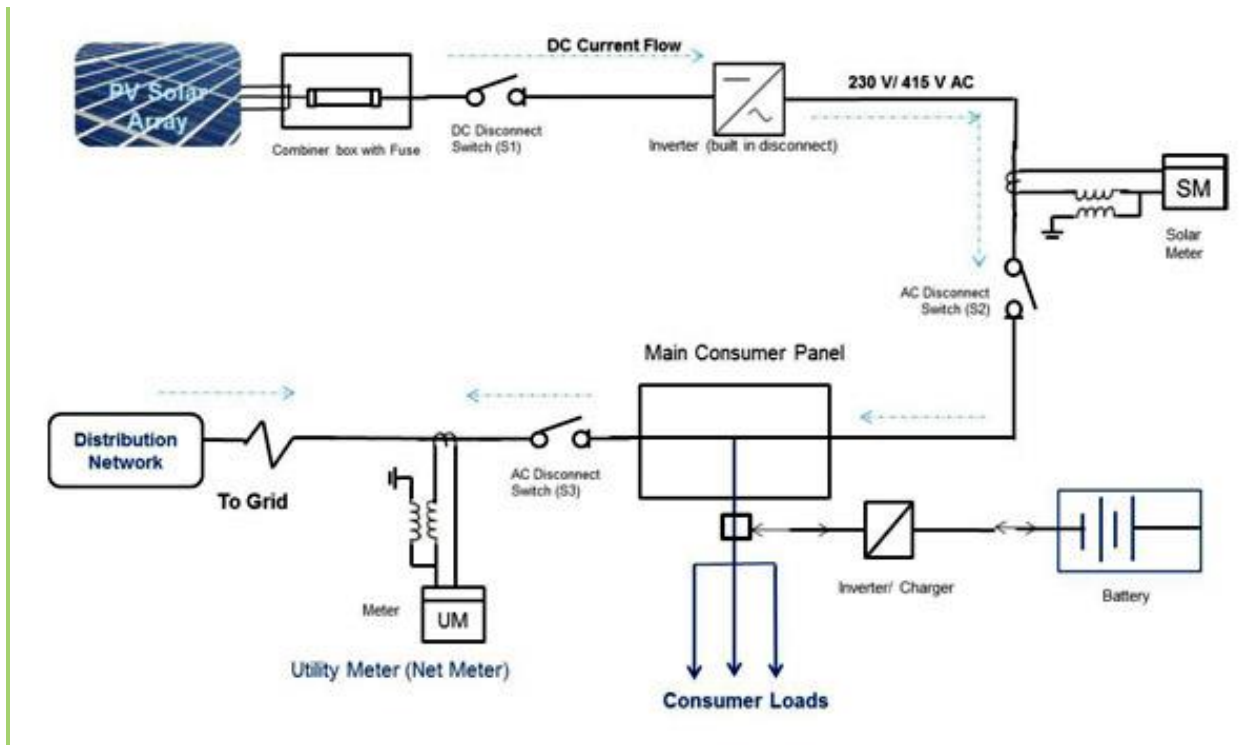 DC Current Flow
PV Solar
Array
230 V/ 415 V AC
Combiner box with Fuse
DC Disconnect
Switch (S1)
Inverter (built in disconnect)
SM
Solar
Meter
AC Disconnect
Switch (S2)
Main Consumer Panel
Distribution
Network
To Grid
AC Disconnect
Switch (S3)
Inverter/ Charger
Battery
Meter
UM
Utility Meter (Net Meter)
Consumer Loads